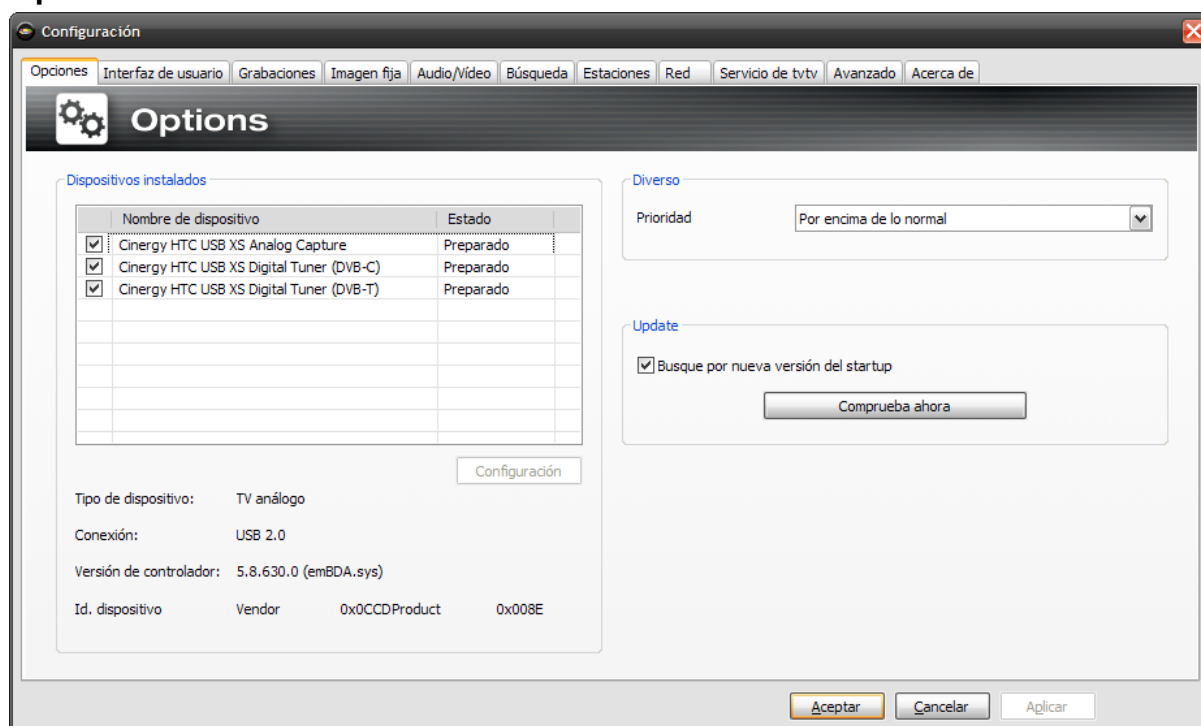 Configuración
Opciones Interfaz de usuario Grabaciones Imagen fija Audio/Vídeo Búsqueda Estaciones Red Servicio de tvtv Avanzado Acerca de
Options
Dispositivos instalados
Nombre de dispositivo Estado
Cinergy HTC USB XS Analog Capture Preparado
Cinergy HTC USB XS Digital Tuner (DVB-C) Preparado
Cinergy HTC USB XS Digital Tuner (DVB-T) Preparado
Configuración
Tipo de dispositivo: TV análogo
Conexión: USB 2.0
Versión de controlador: 5.8.630.0 (emBDA.sys)
Id. dispositivo Vendor 0x0CCDProduct 0x008E
Diverso
Prioridad Por encima de lo normal
Update
Busque por nueva versión del startup
Comprueba ahora
Aceptar Cancelar Aplicar